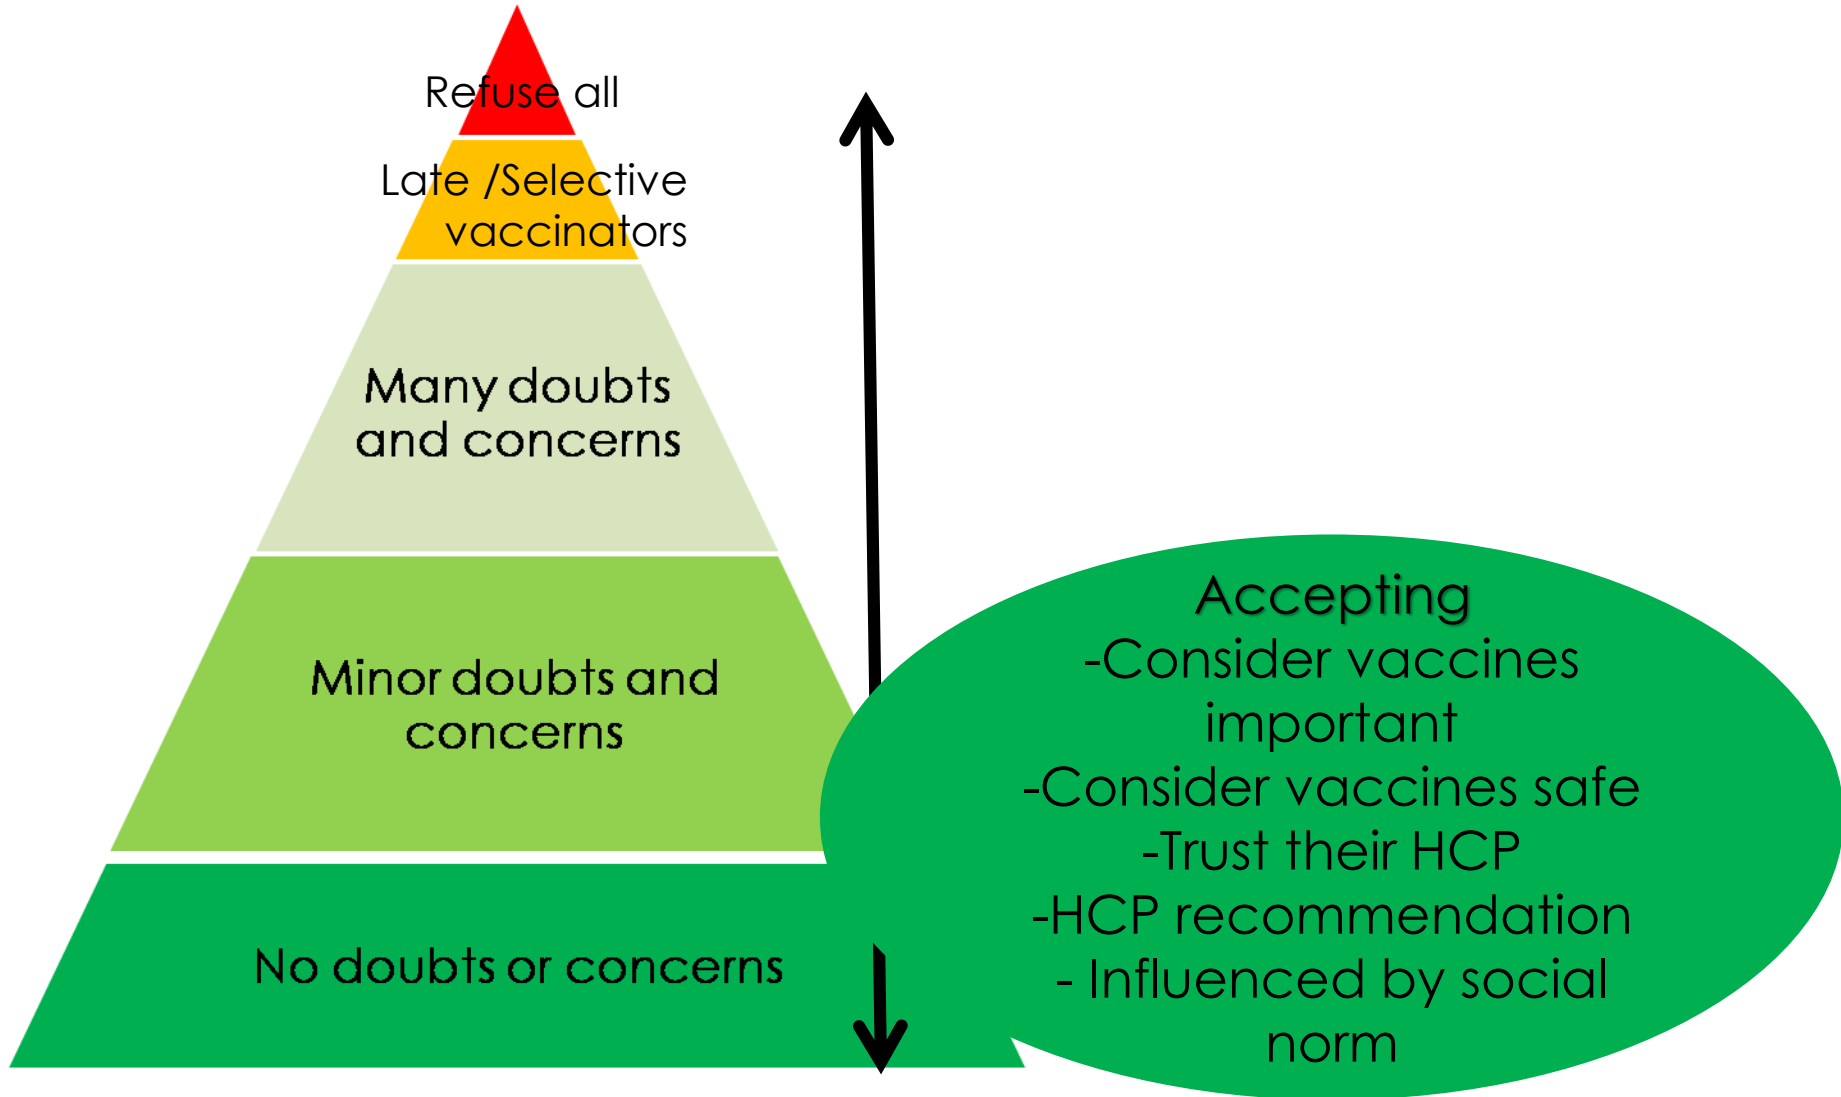 Refuse all
Late /Selective
vaccinators
Many doubts
and concerns
Minor doubts and
concerns
No doubts or concerns
Accepting
-Consider vaccines
important
-Consider vaccines safe
-Trust their HCP
-HCP recommendation
- Influenced by social
norm